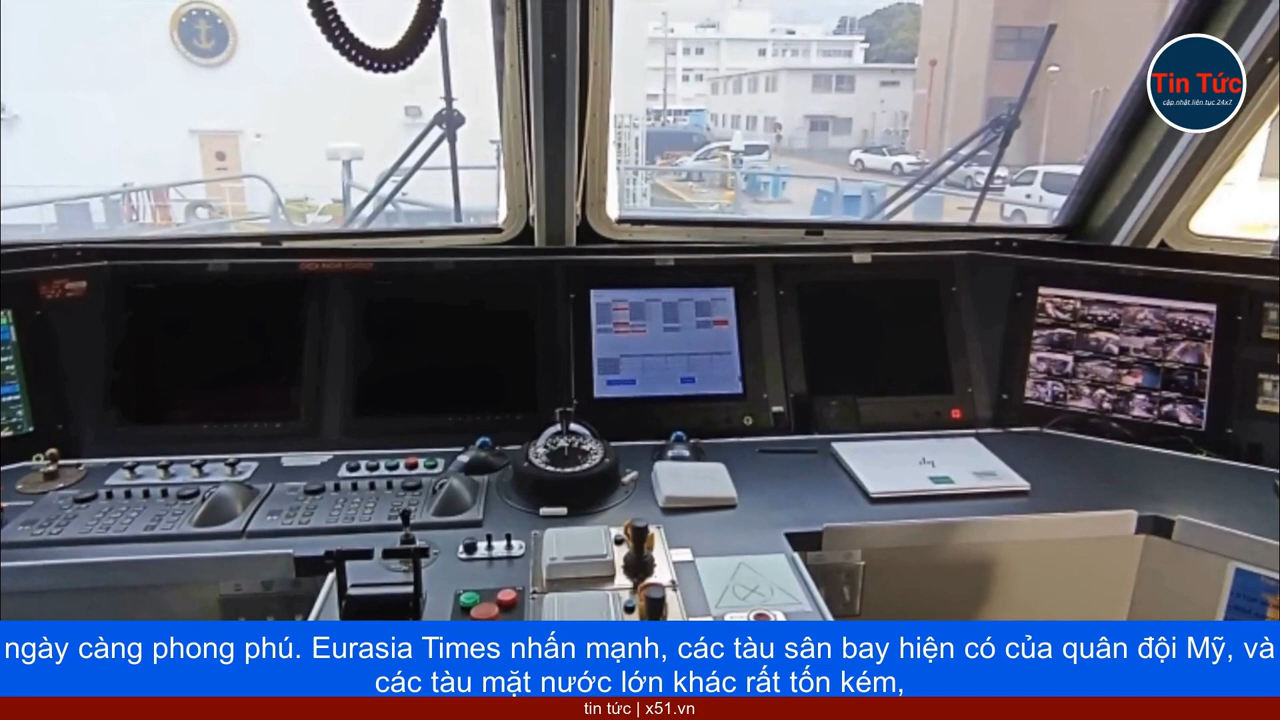 Tin Tức
cập nhật liên tục 24x7
hp
ngày càng phong phú. Eurasia Times nhấn mạnh, các tàu sân bay hiện có của quân đội Mỹ, và
các tàu mặt nước lớn khác rất tốn kém,
tin tức | x51.vn